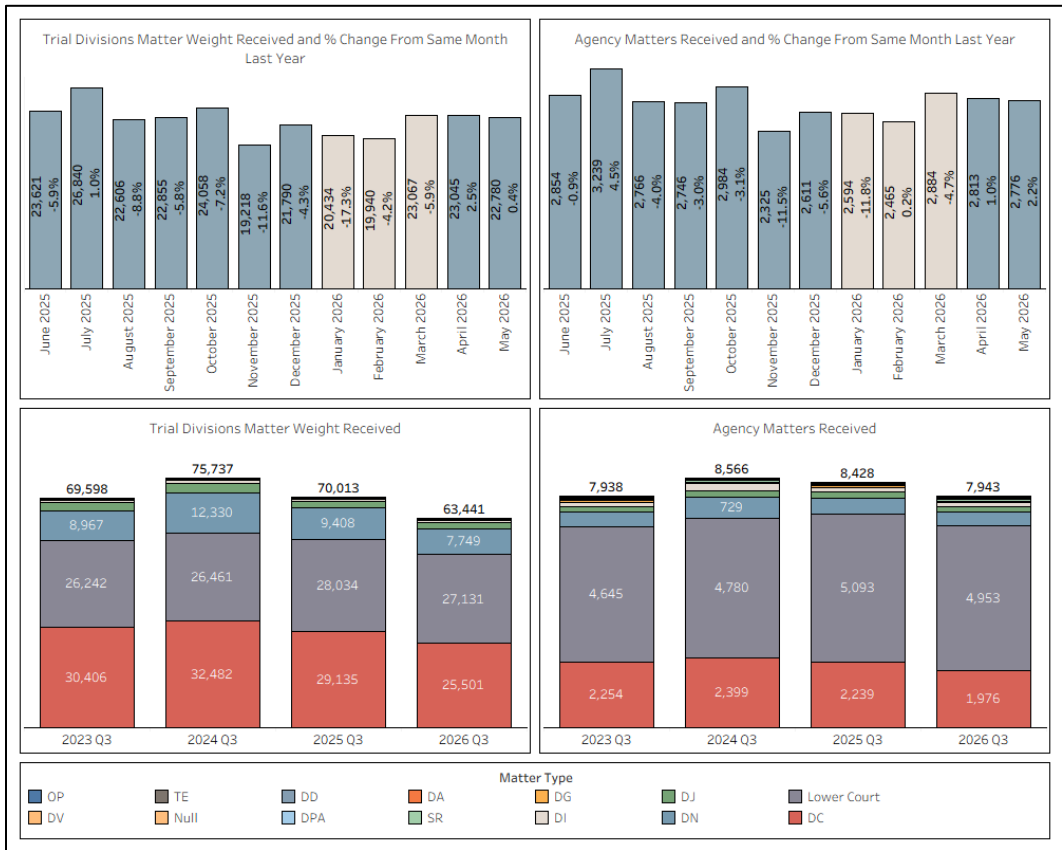 Trial Divisions Matter Weight Received and % Change From Same Month
Last Year
23,621
-5.9%
26,840
1.0%
22,606
-8.8%
22,855
-5.8%
24,058
-7.2%
19,218
-11.6%
21,790
-4.3%
20,434
-17.3%
19,940
-4.2%
23,067
-5.9%
23,045
2.5%
22,780
0.4%
June 2025
July 2025
August 2025
September 2025
October 2025
November 2025
December 2025
January 2026
February 2026
March 2026
April 2026
May 2026
Agency Matters Received and % Change From Same Month Last Year
2,854
-0.9%
3,239
4.5%
2,766
-4.0%
2,746
-3.0%
2,984
-3.1%
2,325
-11.5%
2,611
-5.6%
2,594
-11.8%
2,465
0.2%
2,884
-4.7%
2,813
1.0%
2,776
2.2%
June 2025
July 2025
August 2025
September 2025
October 2025
November 2025
December 2025
January 2026
February 2026
March 2026
April 2026
May 2026
Trial Divisions Matter Weight Received
69,598
8,967
26,242
30,406
75,737
12,330
26,461
32,482
70,013
9,408
28,034
29,135
63,441
7,749
27,131
25,501
2023 Q3
2024 Q3
2025 Q3
2026 Q3
Agency Matters Received
7,938
4,645
2,254
8,566
729
4,780
2,399
8,428
5,093
2,239
7,943
4,953
1,976
2023 Q3
2024 Q3
2025 Q3
2026 Q3
Matter Type
OP
TE
DD
DA
DG
DJ
Lower Court
DV
Null
DPA
SR
DI
DN
DC